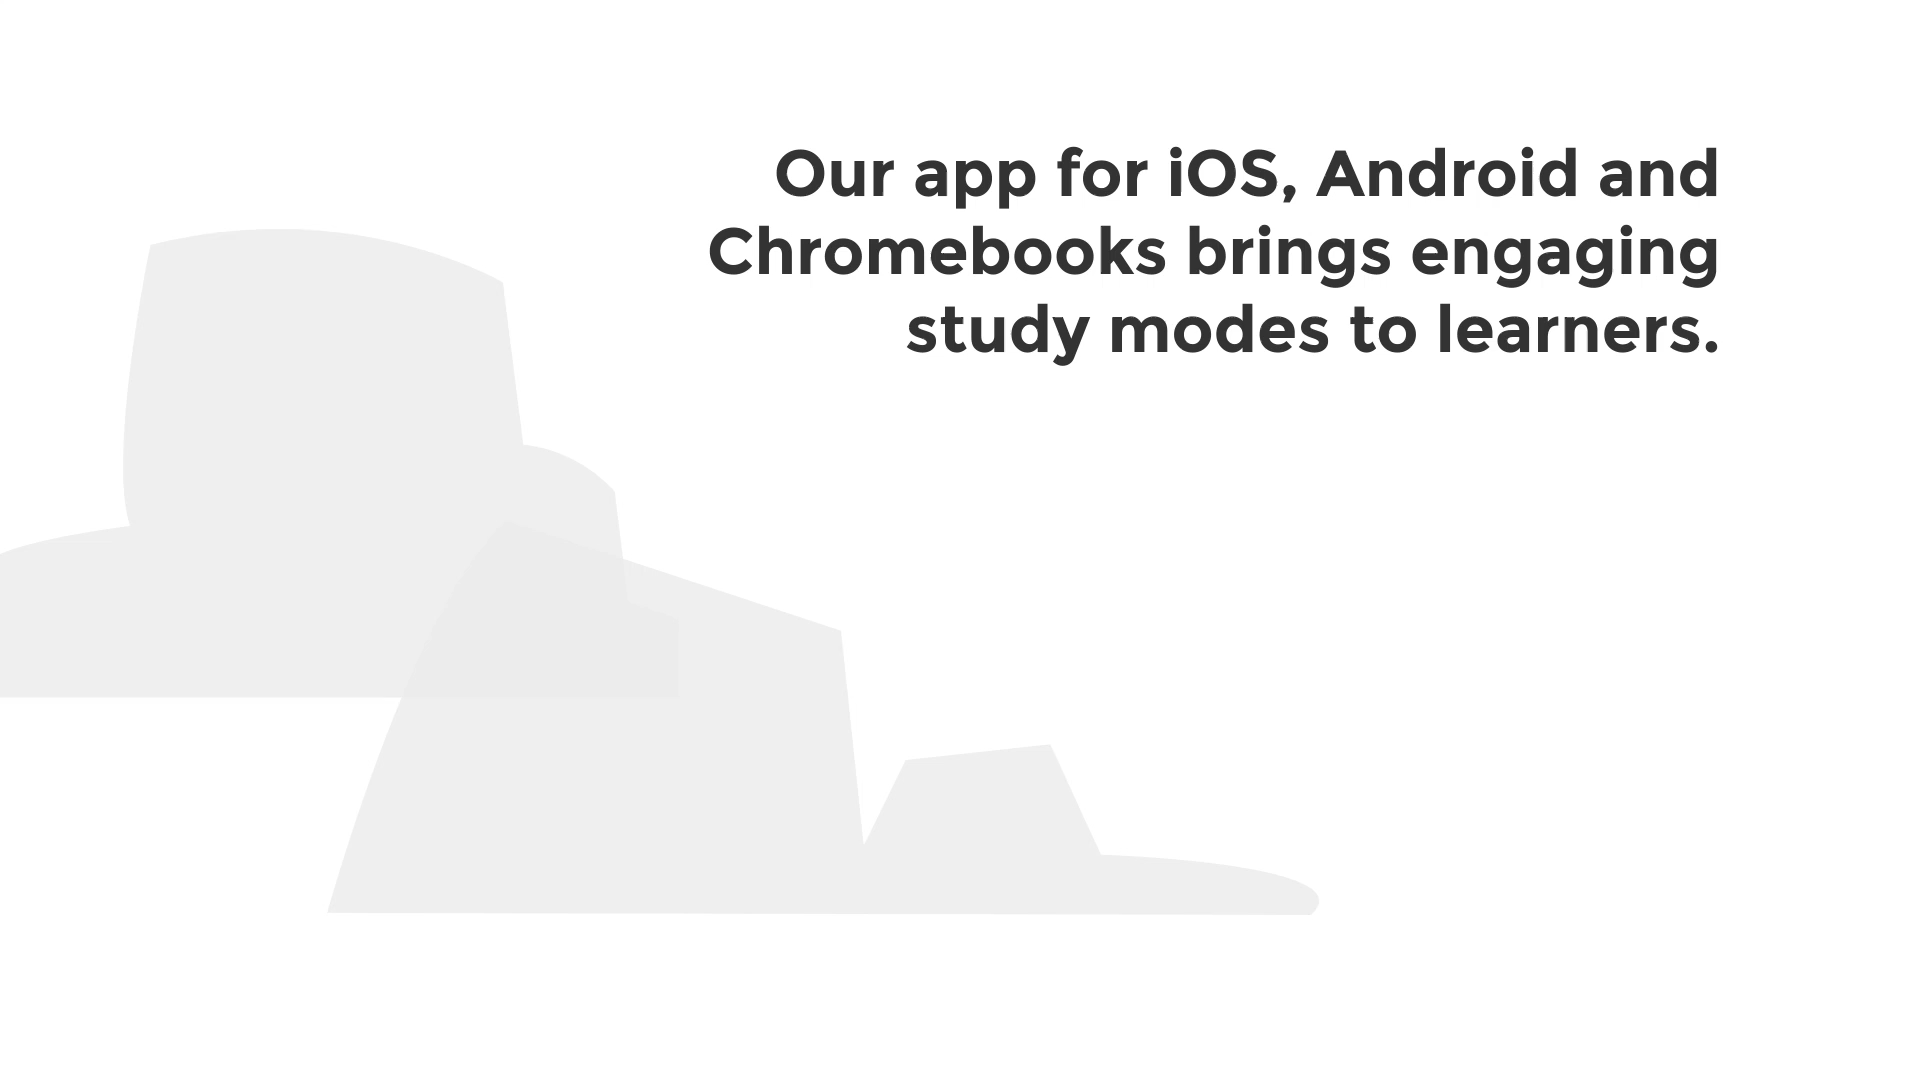 Our app for iOS, Android and
Chromebooks brings engaging
study modes to learners.